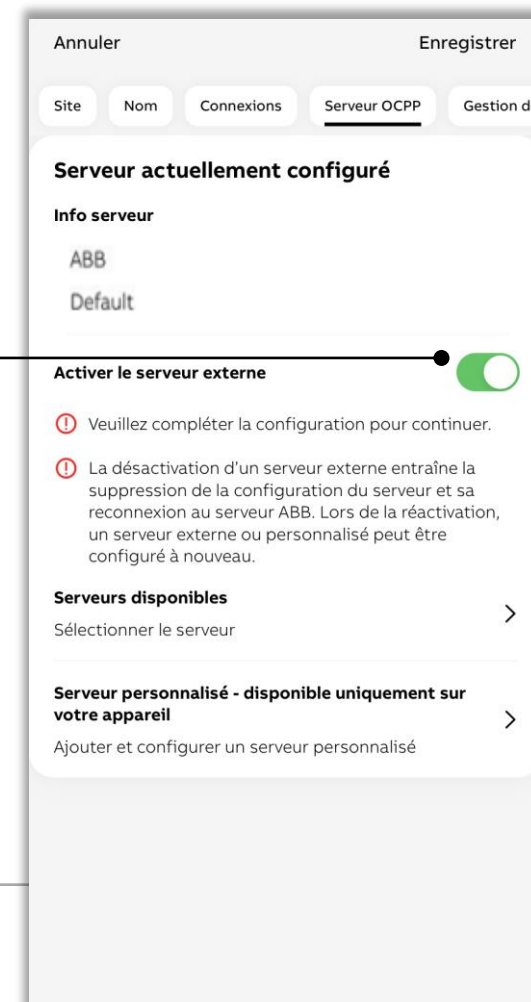 Annuler Enregistrer
Site Nom Connexions Serveur OCPP Gestion d
Serveur actuellement configuré
Info serveur
ABB
Default
Activer le serveur externe
Veuillez compléter la configuration pour continuer.
La désactivation d'un serveur externe entraîne la
suppression de la configuration du serveur et sa
reconnexion au serveur ABB. Lors de la réactivation,
un serveur externe ou personnalisé peut être
configuré à nouveau.
Serveurs disponibles
Sélectionner le serveur
Serveur personnalisé - disponible uniquement sur
votre appareil
Ajouter et configurer un serveur personnalisé